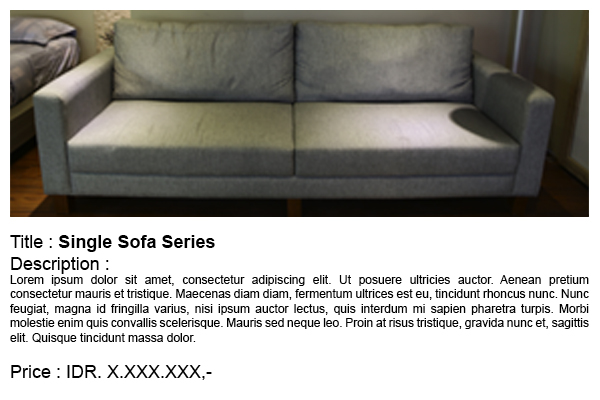 Title : Single Sofa Series
Description :
Lorem ipsum dolor sit amet, consectetur adipiscing elit. Ut posuere ultricies auctor. Aenean pretium
consectetur mauris et tristique. Maecenas diam diam, fermentum ultrices est eu, tincidunt rhoncus nunc. Nunc
feugiat, magna id fringilla varius, nisi ipsum auctor lectus, quis interdum mi sapien pharetra turpis. Morbi
molestie enim quis convallis scelerisque. Mauris sed neque leo. Proin at risus tristique, gravida nunc et, sagittis
elit. Quisque tincidunt massa dolor.
Price : IDR. X.XXX.XXX,-